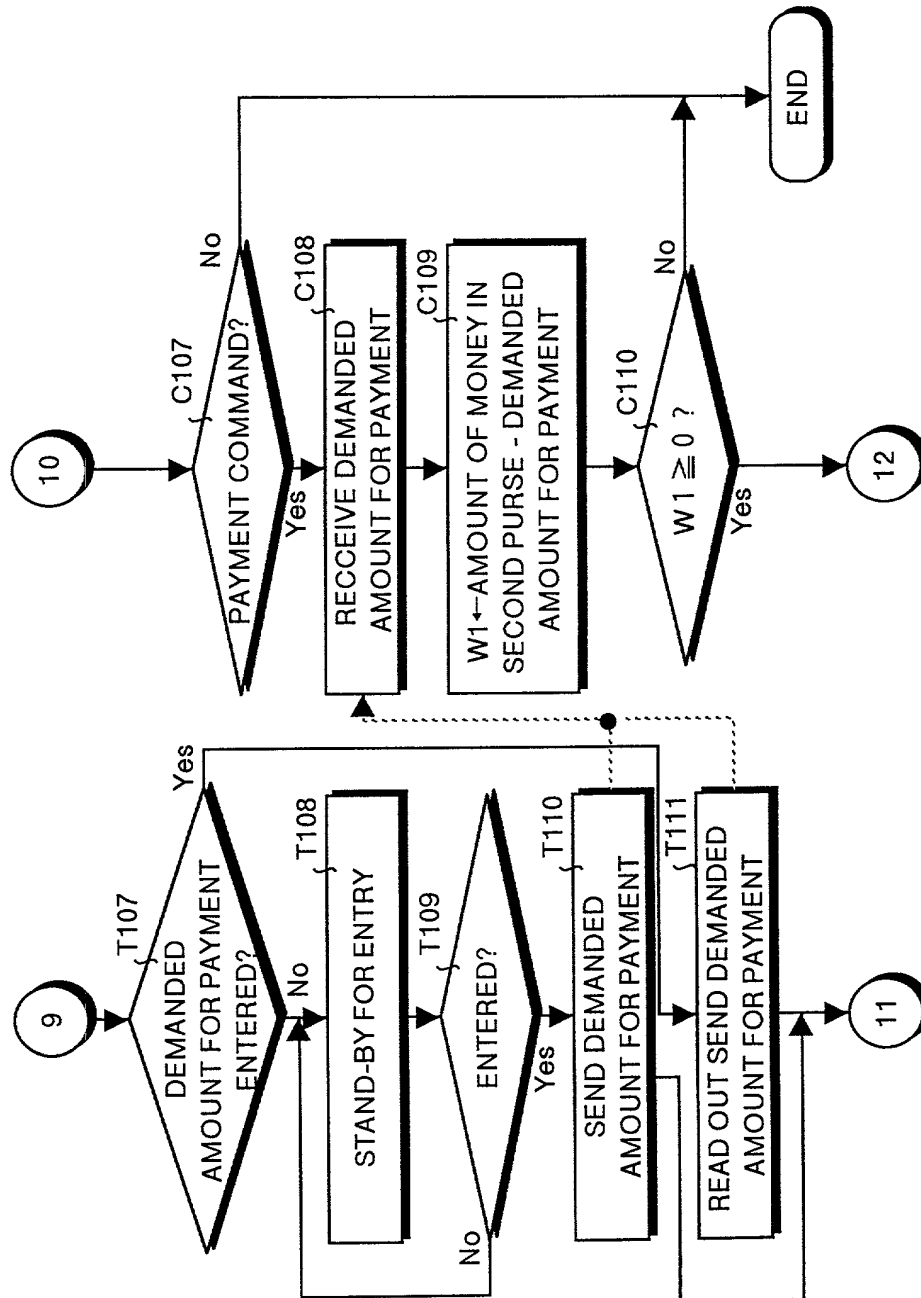 9
T107
DEMANDED
AMOUNT FOR PAYMENT
ENTERED?
Yes
No
T108
STAND-BY FOR ENTRY
T109
ENTERED?
No
Yes
T110
SEND DEMANDED
AMOUNT FOR PAYMENT
T111
READ OUT SEND DEMANDED
AMOUNT FOR PAYMENT
11
10
C107
PAYMENT COMMAND?
No
Yes
C108
RECCEIVE DEMANDED
AMOUNT FOR PAYMENT
C109
W1←AMOUNT OF MONEY IN
SECOND PURSE - DEMANDED
AMOUNT FOR PAYMENT
C110
W1 ≧ 0 ?
No
Yes
12
END